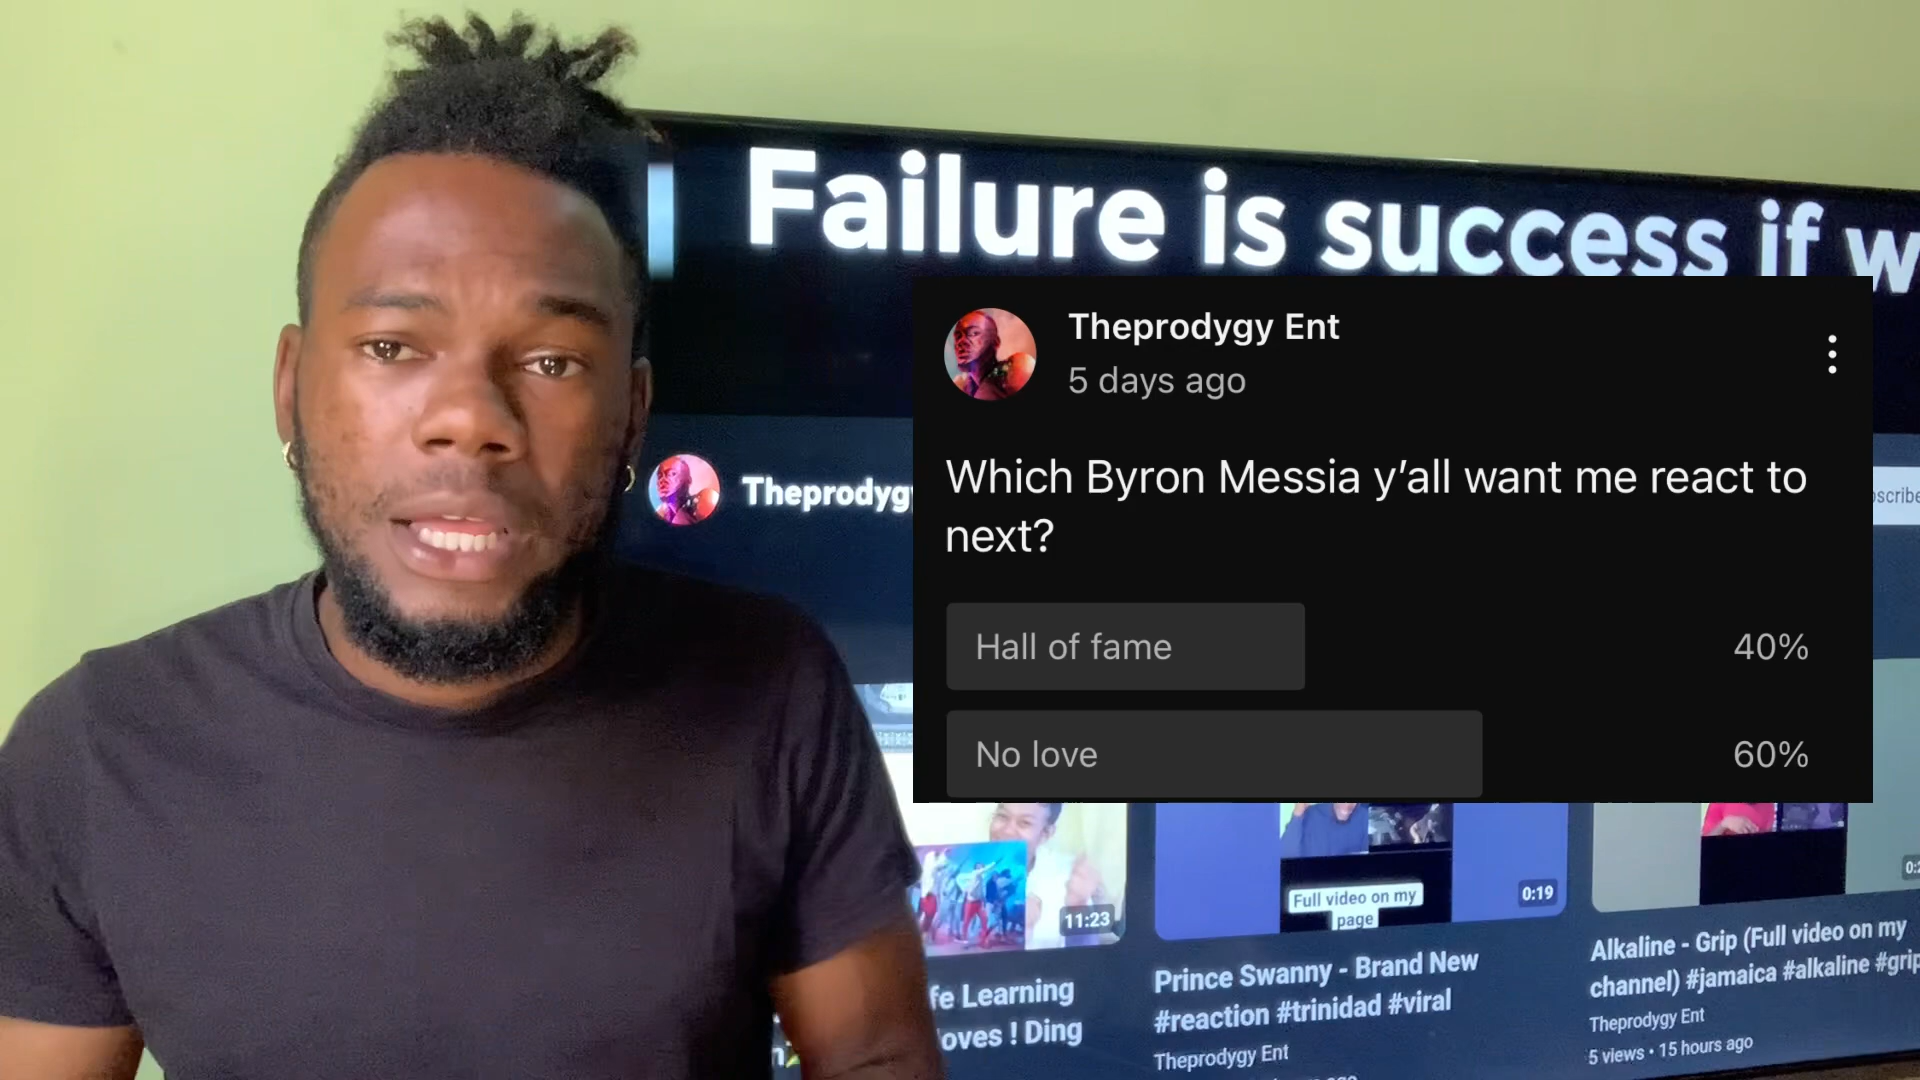 Failure is success if
Theprodygy Ent
5 days ago
Which Byron Messia y’all want me react to
next?
Hall of fame 40%
No love 60%
Full video on my
page
11:23
0:19
fe Learning
oves ! Ding
Prince Swanny - Brand New
#reaction #trinidad #viral
Theprodygy Ent
Alkaline - Grip (Full video on my
channel) #jamaica #alkaline #grip
Theprodygy Ent
5 views • 15 hours ago